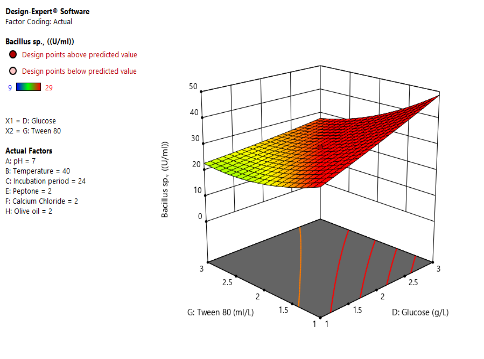 Design-Expert® Software
Factor Coding: Actual
Bacillus sp., ((U/ml))
Design points above predicted value
Design points below predicted value
9 29
X1 = D: Glucose
X2 = G: Tween 80
Actual Factors
A: pH = 7
B: Temperature = 40
C: Incubation period = 24
E: Peptone = 2
F: Calcium Chloride = 2
H: Olive oil = 2
Bacillus sp., ((U/ml))
50
40
30
20
10
0
3
2.5
2
1.5
1
G: Tween 80 (ml/L)
1
1.5
2
2.5
3
D: Glucose (g/L)